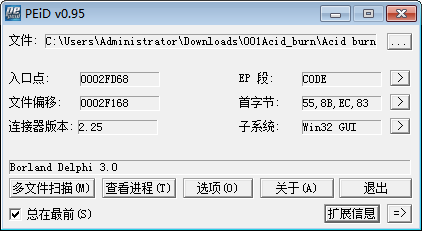 PEiD v0.95
文件: C:\Users\Administrator\Downloads\001Acid_burn\Acid burn ...
入口点: 0002FD68 EP 段: CODE >
文件偏移: 0002F168 首字节: 55,8B,EC,83 >
连接器版本: 2.25 子系统: Win32 GUI >
Borland Delphi 3.0
多文件扫描(M) 查看进程(T) 选项(O) 关于(A) 退出
总在最前(S) 扩展信息 =>